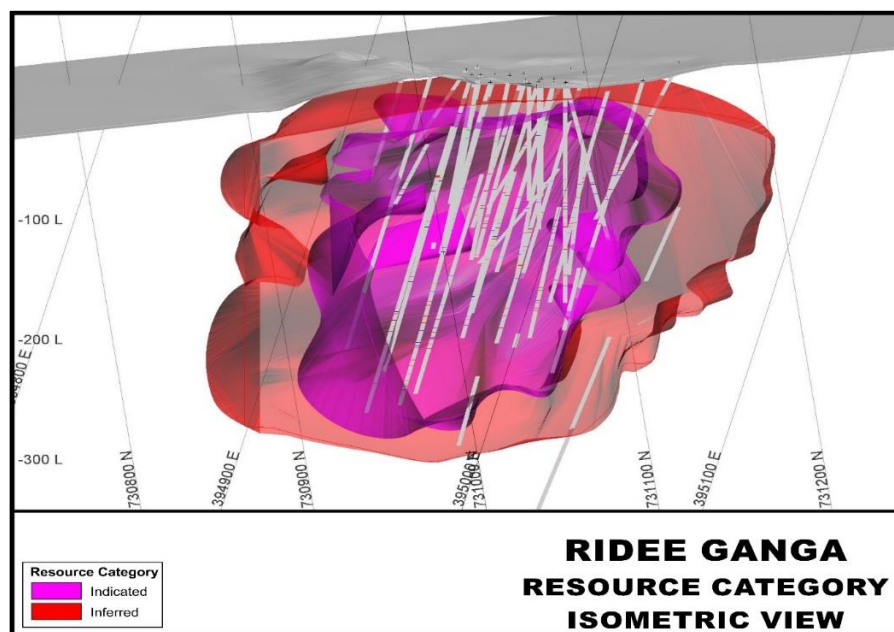 -100 L
-200 L
-300 L
730800 N
394900 E
730900 N
731100 N
395100 E
731200 N
Resource Category
Indicated
Inferred
RIDEE GANGA
RESOURCE CATEGORY
ISOMETRIC VIEW